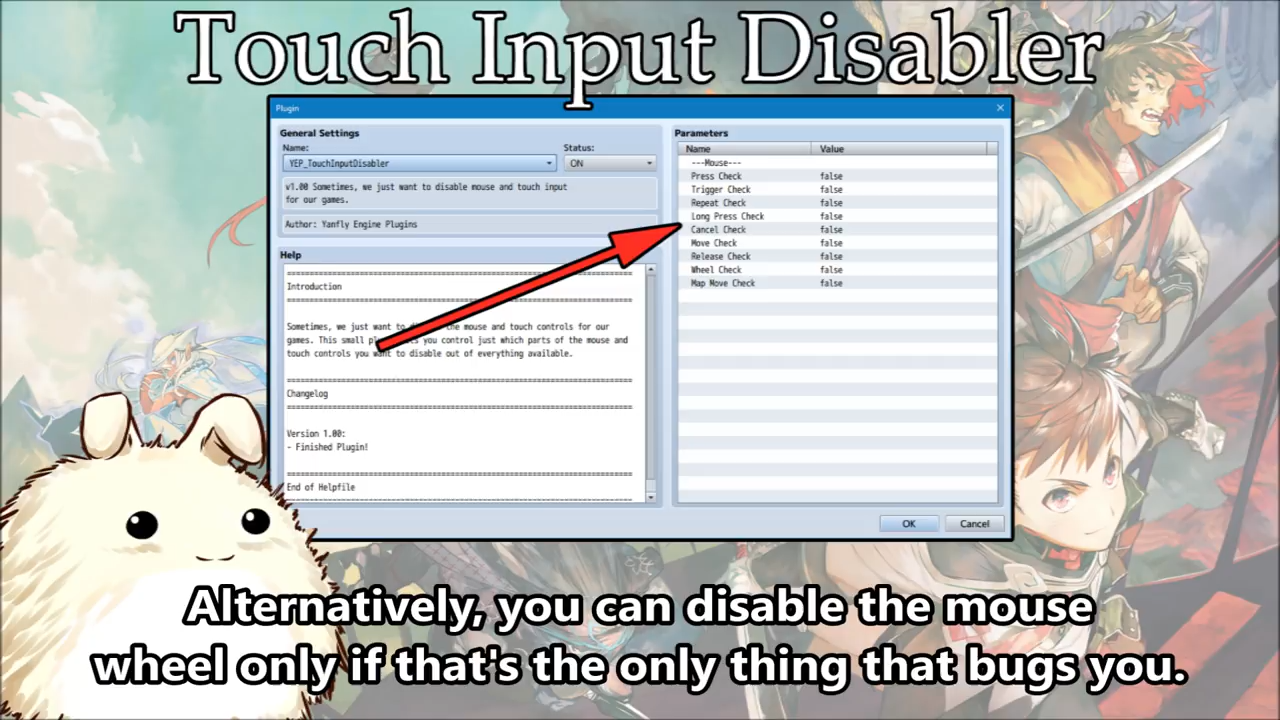 Touch Input Disabler
Plugin
General Settings
Name:
Status:
YEP_TouchInputDisabler
ON
v1.00 Sometimes, we just want to disable mouse and touch input
for our games.
Author: Yanfly Engine Plugins
Help
================================================================================
Introduction
================================================================================
Sometimes, we just want to the mouse and touch controls for our
games. This small you control just which parts of the mouse and
touch controls you want to disable out of everything available.
================================================================================
Changelog
================================================================================
Version 1.00:
- Finished Plugin!
================================================================================
End of Helpfile
================================================================================
Parameters
Name Value
---Mouse---
Press Check false
Trigger Check false
Repeat Check false
Long Press Check false
Cancel Check false
Move Check false
Release Check false
Wheel Check false
Map Move Check false
OK
Cancel
Alternatively, you can disable the mouse
wheel only if that's the only thing that bugs you.